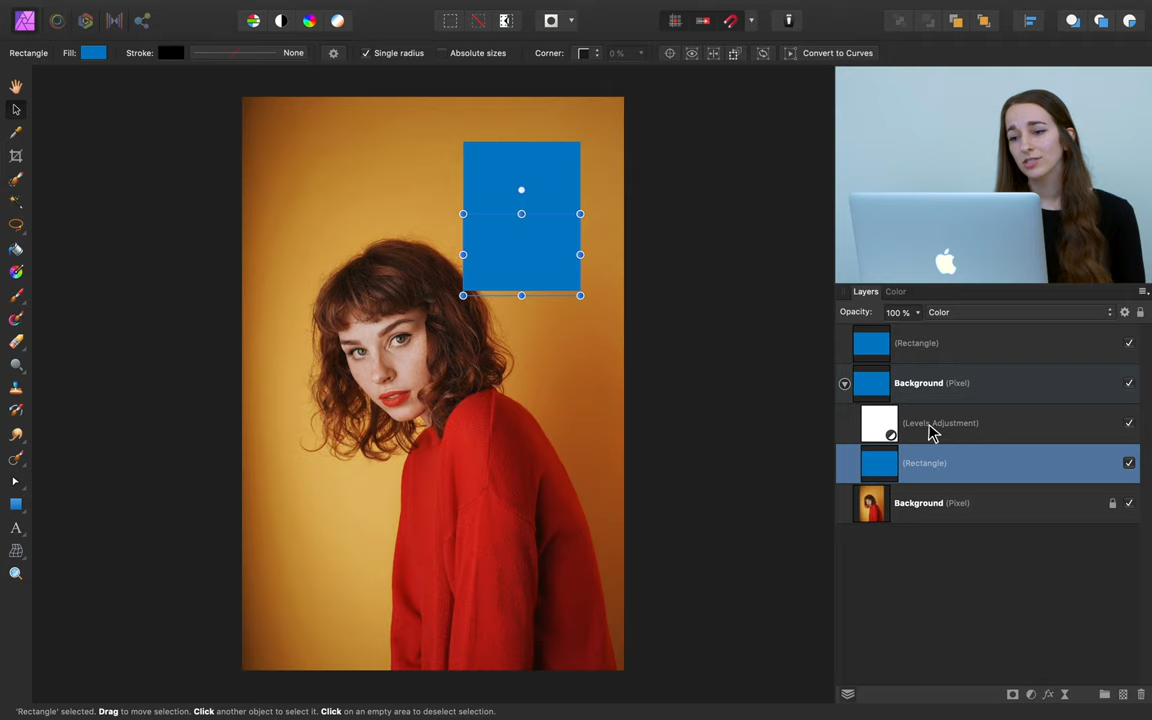 Rectangle Fill: Stroke: None Single radius Absolute sizes Corner: 0 % Convert to Curves
Layers Color
Opacity: 100 % Color
(Rectangle)
Background (Pixel)
(Levels Adjustment)
(Rectangle)
Background (Pixel)
A
'Rectangle' selected. Drag to move selection. Click another object to select it. Click on an empty area to deselect selection.